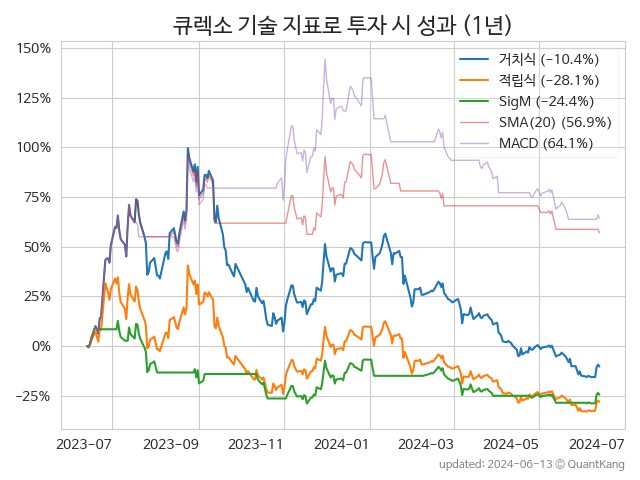 큐렉소 기술 지표로 투자 시 성과 (1년)
150%
125%
100%
75%
50%
25%
0%
−25%
거치식 (−10.4%)
적립식 (−28.1%)
SigM (−24.4%)
SMA(20) (56.9%)
MACD (64.1%)
2023−07
2023−09
2023−11
2024−01
2024−03
2024−05
2024−07
updated: 2024-06-13 © QuantKang